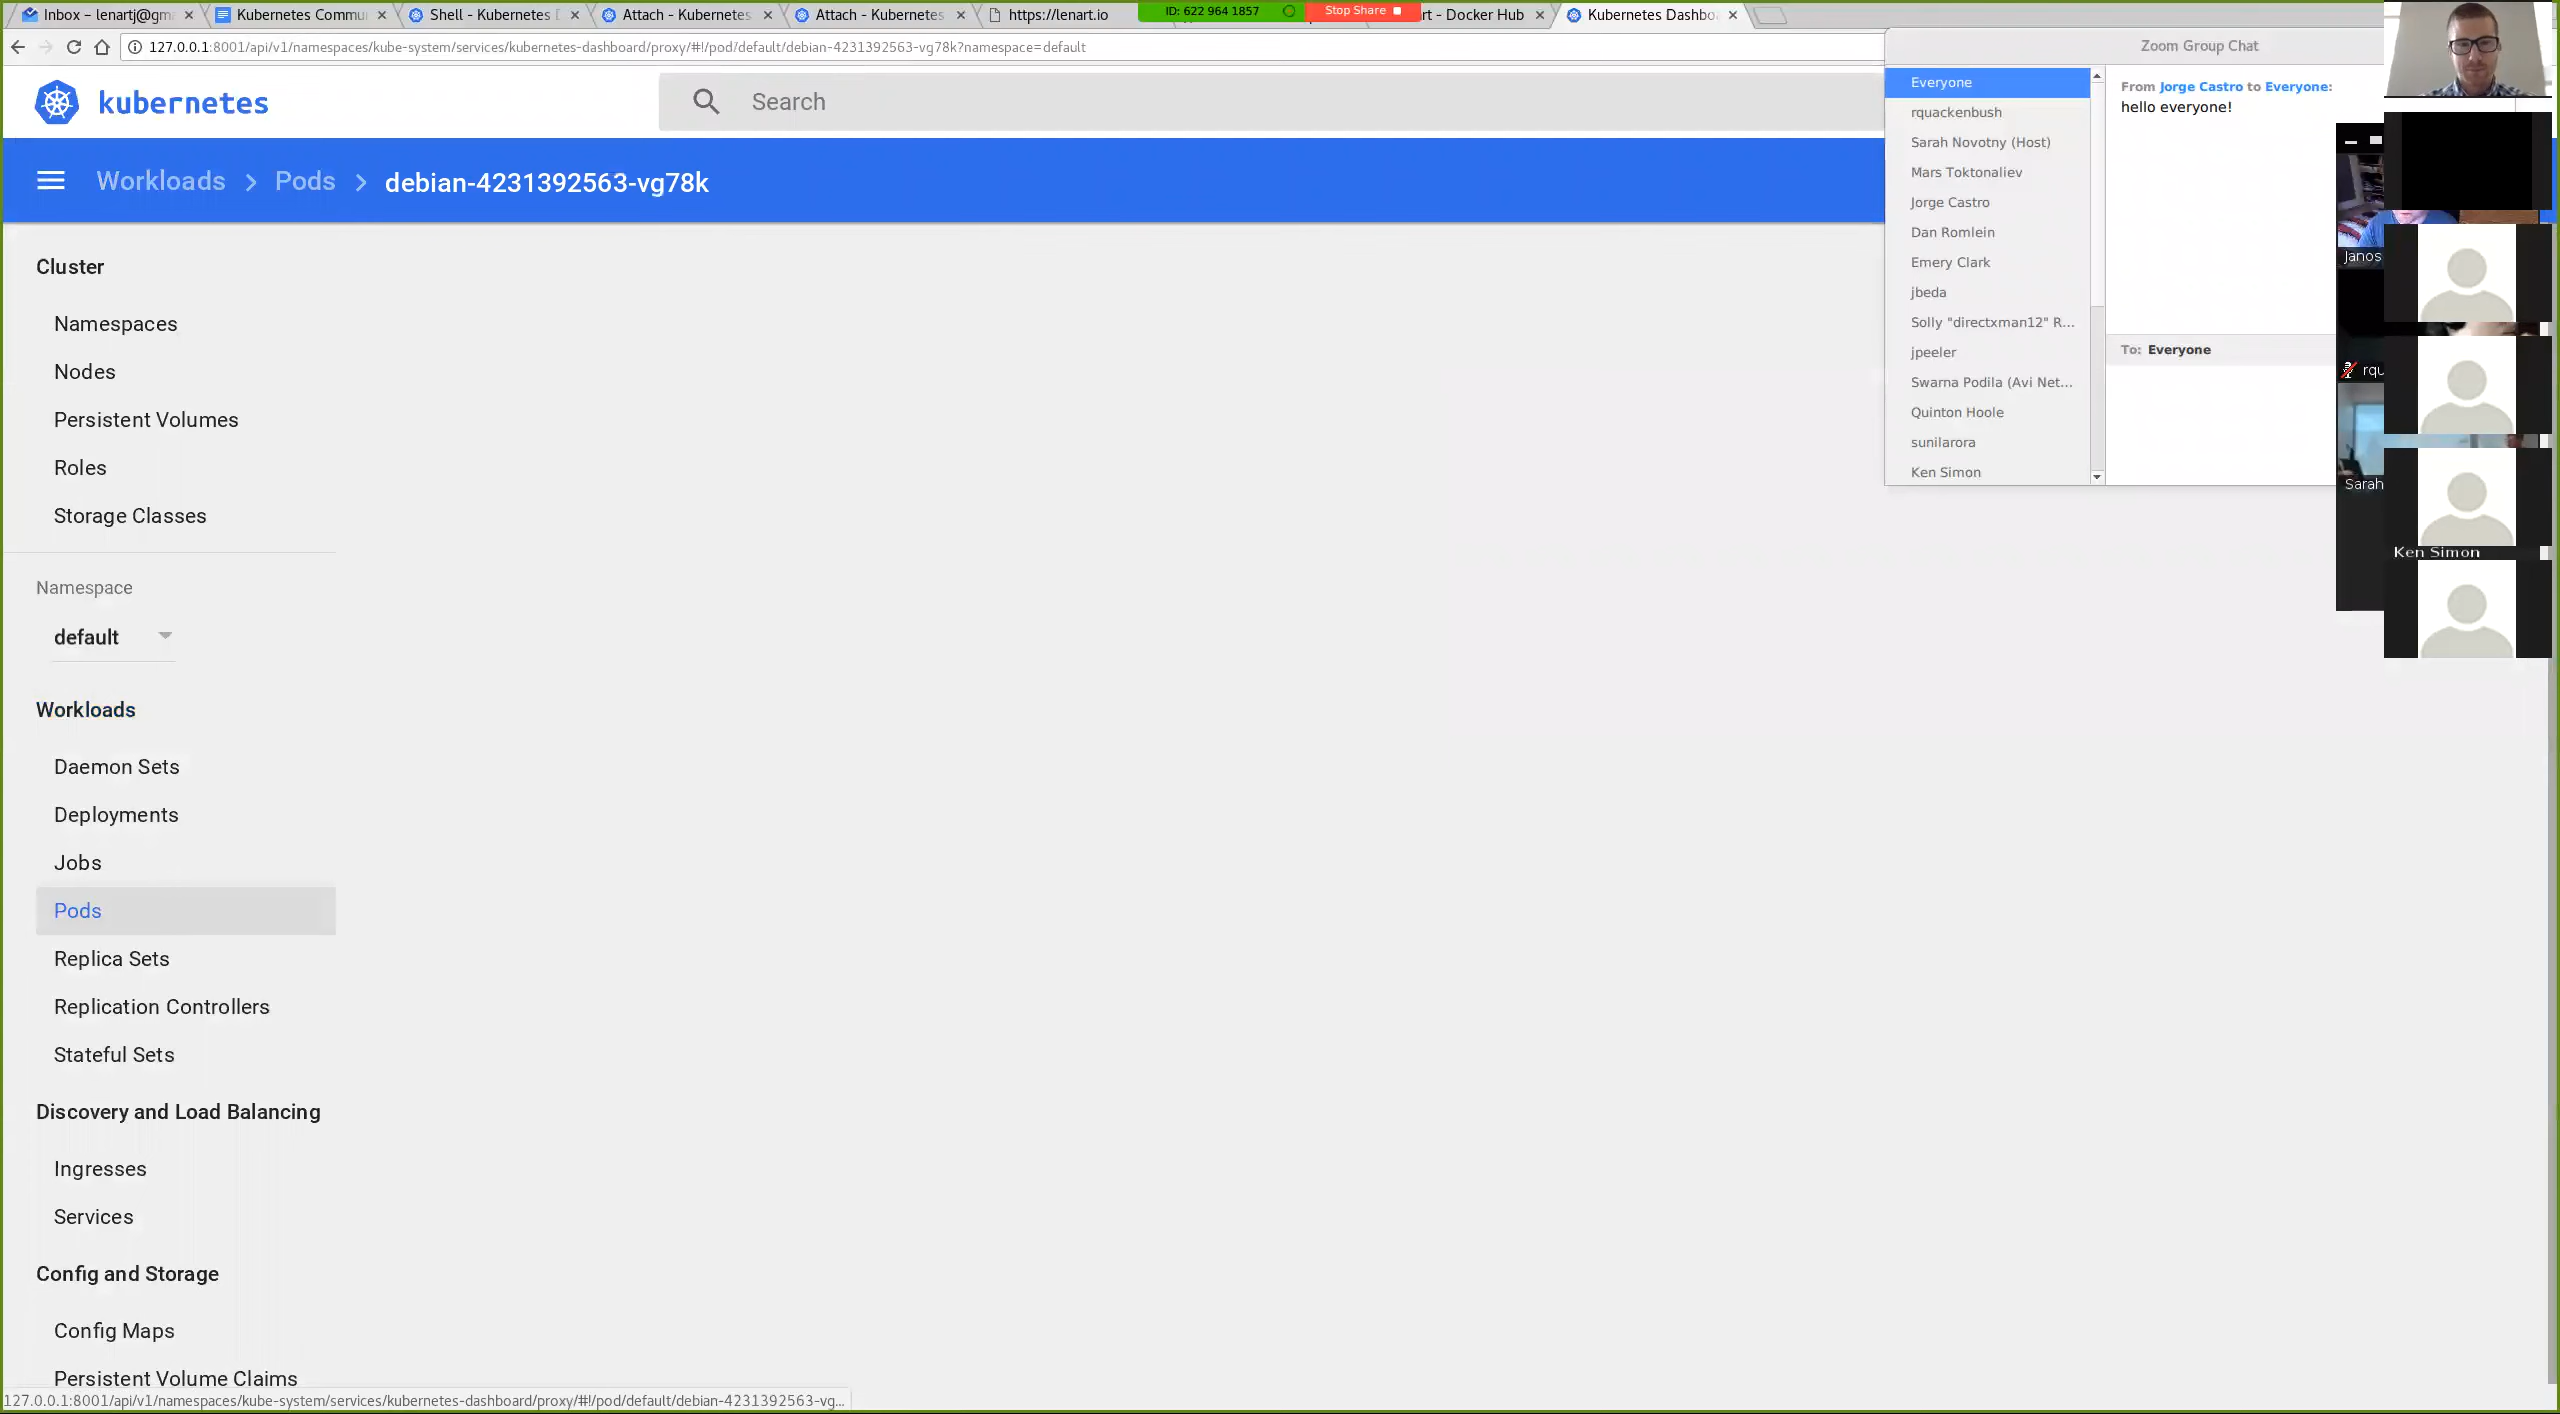 Inbox – lenartj@gm
Kubernetes Commu
Shell - Kubernetes
Attach - Kubernetes
Attach - Kubernetes
https://lenart.io
ID: 622 964 1857
Stop Share
rt - Docker Hub
Kubernetes Dashbo
127.0.0.1:8001/api/v1/namespaces/kube-system/services/kubernetes-dashboard/proxy/#!/pod/default/debian-4231392563-vg78k?namespace=default
kubernetes
Search
Workloads > Pods > debian-4231392563-vg78k
Cluster
Namespaces
Nodes
Persistent Volumes
Roles
Storage Classes
Namespace
default
Workloads
Daemon Sets
Deployments
Jobs
Pods
Replica Sets
Replication Controllers
Stateful Sets
Discovery and Load Balancing
Ingresses
Services
Config and Storage
Config Maps
Persistent Volume Claims
127.0.0.1:8001/api/v1/namespaces/kube-system/services/kubernetes-dashboard/proxy/#!/pod/default/debian-4231392563-vg...
Zoom Group Chat
Everyone
rquackenbush
Sarah Novotny (Host)
Mars Toktonaliev
Jorge Castro
Dan Romlein
Emery Clark
jbeda
Solly "directxman12" R...
jpeeler
Swarna Podila (Avi Net...
Quinton Hoole
sunilarora
Ken Simon
From Jorge Castro to Everyone:
hello everyone!
To: Everyone
Janos
rqu
Sarah
Ken Simon